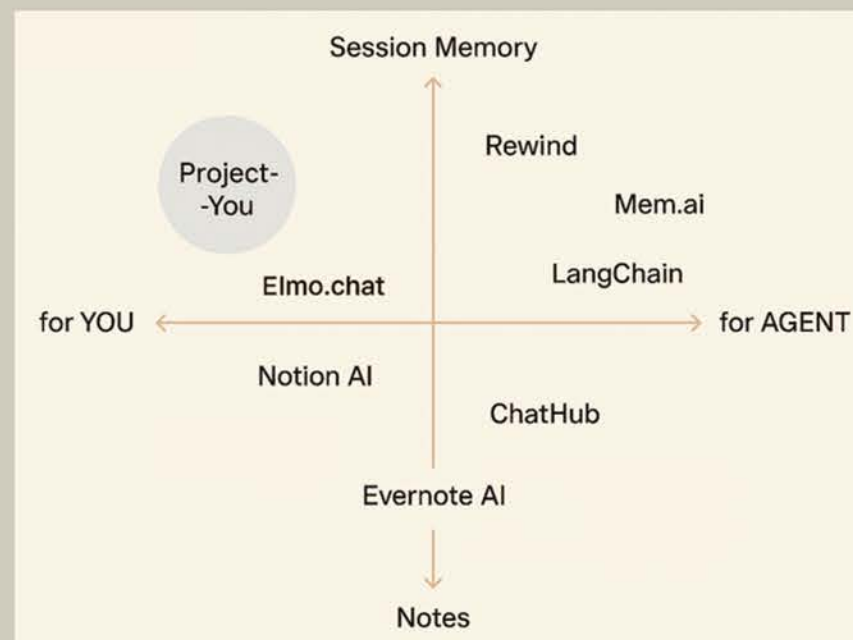 Session Memory
Rewind
Project-
-You
Mem.ai
LangChain
Elmo.chat
for YOU
for AGENT
Notion AI
ChatHub
Evernote AI
Notes